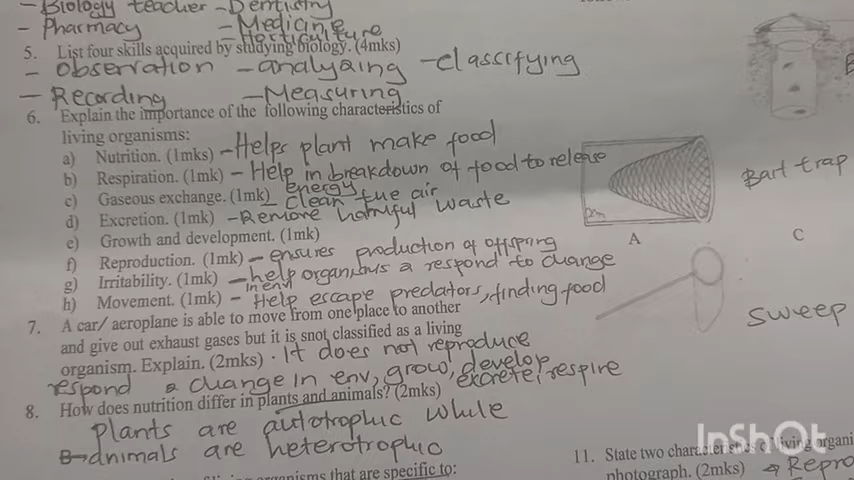 - Biology teacher - Dentistry
- Pharmacy - Medicine
- Horticulture
5. List four skills acquired by studying biology. (4mks)
- Observation - analyzing - classifying
- Recording - Measuring
6. Explain the importance of the following characteristics of
living organisms:
a) Nutrition. (1mks) - Helps plant make food
b) Respiration. (1mk) - Help in breakdown of food to release
energy
c) Gaseous exchange. (1mk) - Clean the air
d) Excretion. (1mk) - Remove harmful waste
e) Growth and development. (1mk)
f) Reproduction. (1mk) - ensures production of offspring
g) Irritability. (1mk) - help organisms a respond to change
in env
h) Movement. (1mk) - Help escape predators, finding food
7. A car/ aeroplane is able to move from one place to another
and give out exhaust gases but it is snot classified as a living
organism. Explain. (2mks) . It does not reproduce
respond a change in env, grow, develop
excrete, respire
8. How does nutrition differ in plants and animals? (2mks)
Plants are autotrophic while
animals are heterotrophic
organisms that are specific to:
Bart trap
A
C
Sweep
11. State two characteristics of living organi
photograph. (2mks) → Repro
InShOt